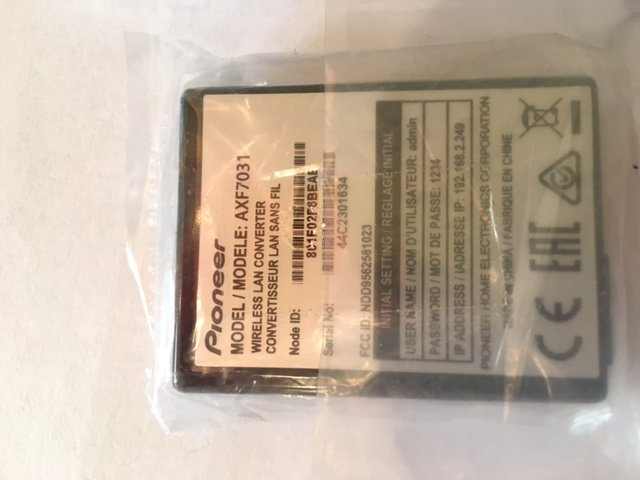 Pioneer
MODEL / MODELE: AXF7031
WIRELESS LAN CONVERTER
CONVERTISSEUR LAN SANS FIL
Node ID:
8C1F02F8BEAE
Serial No:
44C2301634
FCC ID: NDD9562581023
INITIAL SETTING / REGLAGE INITIAL
USER NAME / NOM D'UTILISATEUR: admin
PASSWORD / MOT DE PASSE: 1234
IP ADDRESS / IADRESSE IP: 192.168.2.249
PIONEER HOME ELECTRONICS CORPORATION
/ FABRIQUE EN CHINE
CE EAC